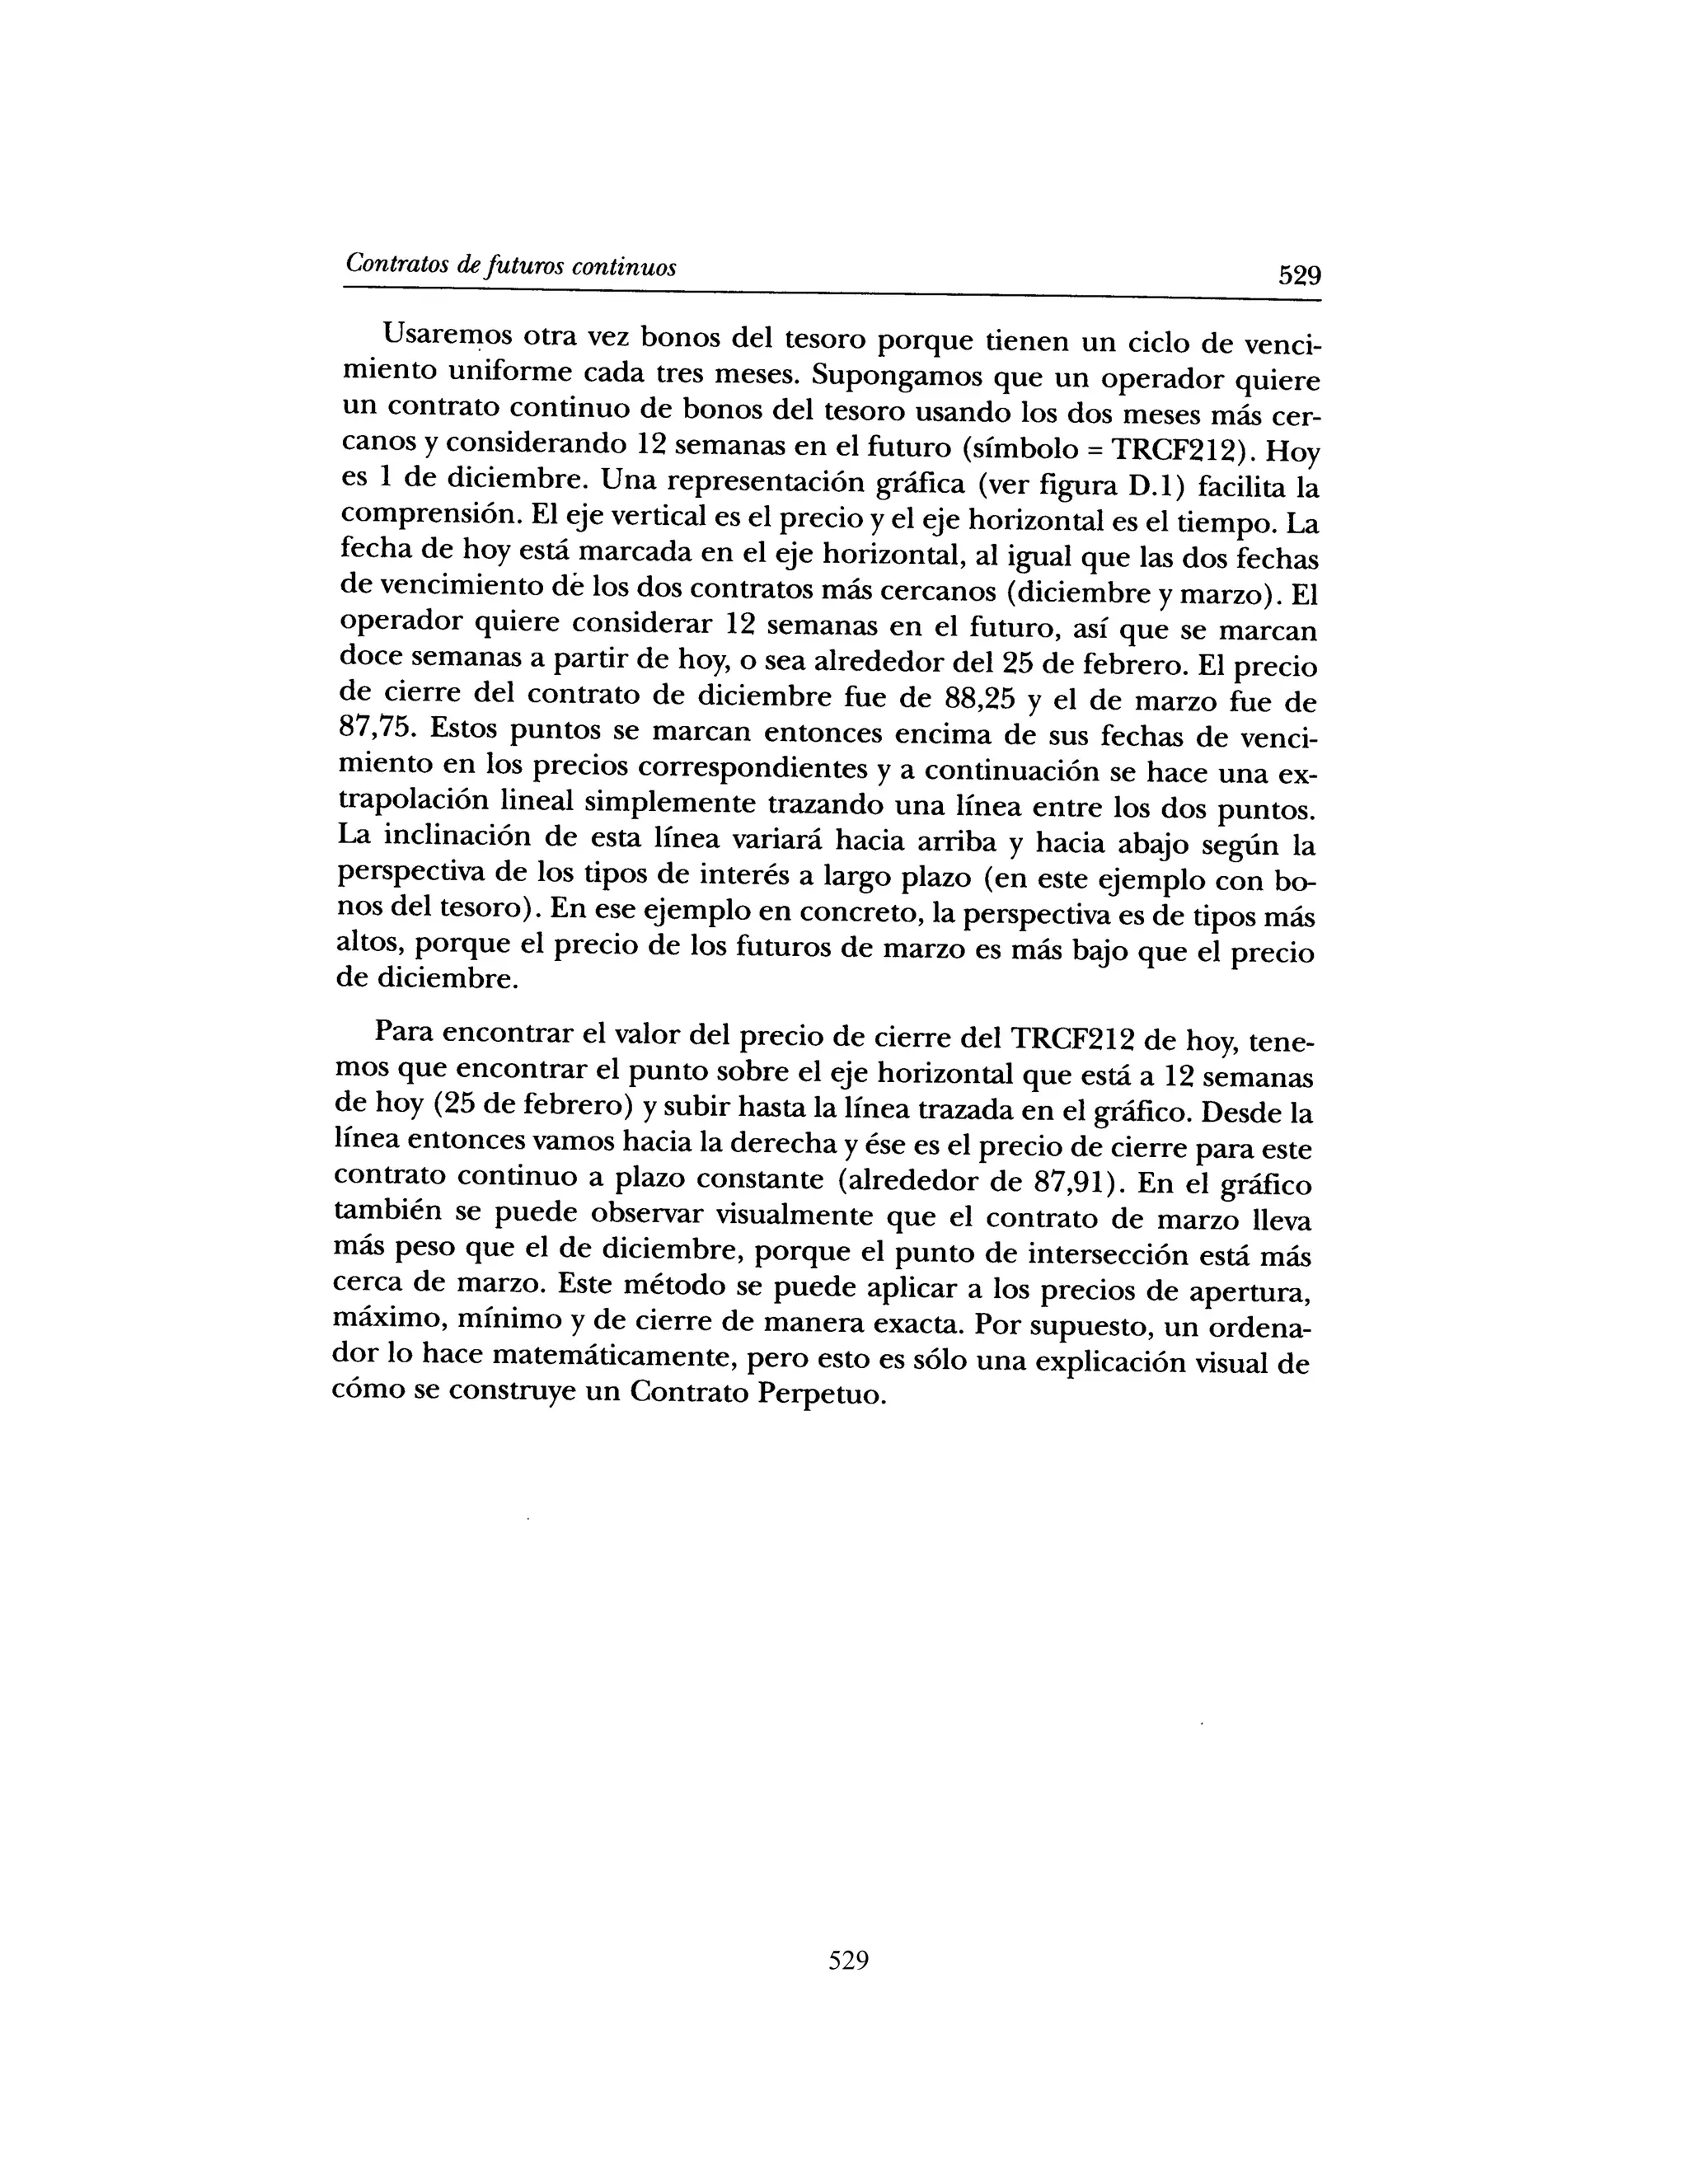 Contratos de futuros continuos
529
Usaremos otra vez bonos del tesoro porque tienen un ciclo de venci-
miento uniforme cada tres meses. Supongamos que un operador quiere
un contrato continuo de bonos del tesoro usando los dos meses más cer-
canos y considerando 12 semanas en el futuro (símbolo = TRCF212). Hoy
es 1 de diciembre. Una representación gráfica (ver figura D.1) facilita la
comprensión. El eje vertical es el precio y el eje horizontal es el tiempo. La
fecha de hoy está marcada en el eje horizontal, al igual que las dos fechas
de vencimiento de los dos contratos más cercanos (diciembre y marzo). El
operador quiere considerar 12 semanas en el futuro, así que se marcan
doce semanas a partir de hoy, o sea alrededor del 25 de febrero. El precio
de cierre del contrato de diciembre fue de 88,25 y el de marzo fue de
87,75. Estos puntos se marcan entonces encima de sus fechas de venci-
miento en los precios correspondientes y a continuación se hace una ex-
trapolación lineal simplemente trazando una línea entre los dos puntos.
La inclinación de esta línea variará hacia arriba y hacia abajo según la
perspectiva de los tipos de interés a largo plazo (en este ejemplo con bo-
nos del tesoro). En ese ejemplo en concreto, la perspectiva es de tipos más
altos, porque el precio de los futuros de marzo es más bajo que el precio
de diciembre.
Para encontrar el valor del precio de cierre del TRCF212 de hoy, tene-
mos que encontrar el punto sobre el eje horizontal que está a 12 semanas
de hoy (25 de febrero) y subir hasta la línea trazada en el gráfico. Desde la
línea entonces vamos hacia la derecha y ése es el precio de cierre para este
contrato continuo a plazo constante (alrededor de 87,91). En el gráfico
también se puede observar visualmente que el contrato de marzo lleva
más peso que el de diciembre, porque el punto de intersección está más
cerca de marzo. Este método se puede aplicar a los precios de apertura,
máximo, mínimo y de cierre de manera exacta. Por supuesto, un ordena-
dor lo hace matemáticamente, pero esto es sólo una explicación visual de
cómo se construye un Contrato Perpetuo.
529